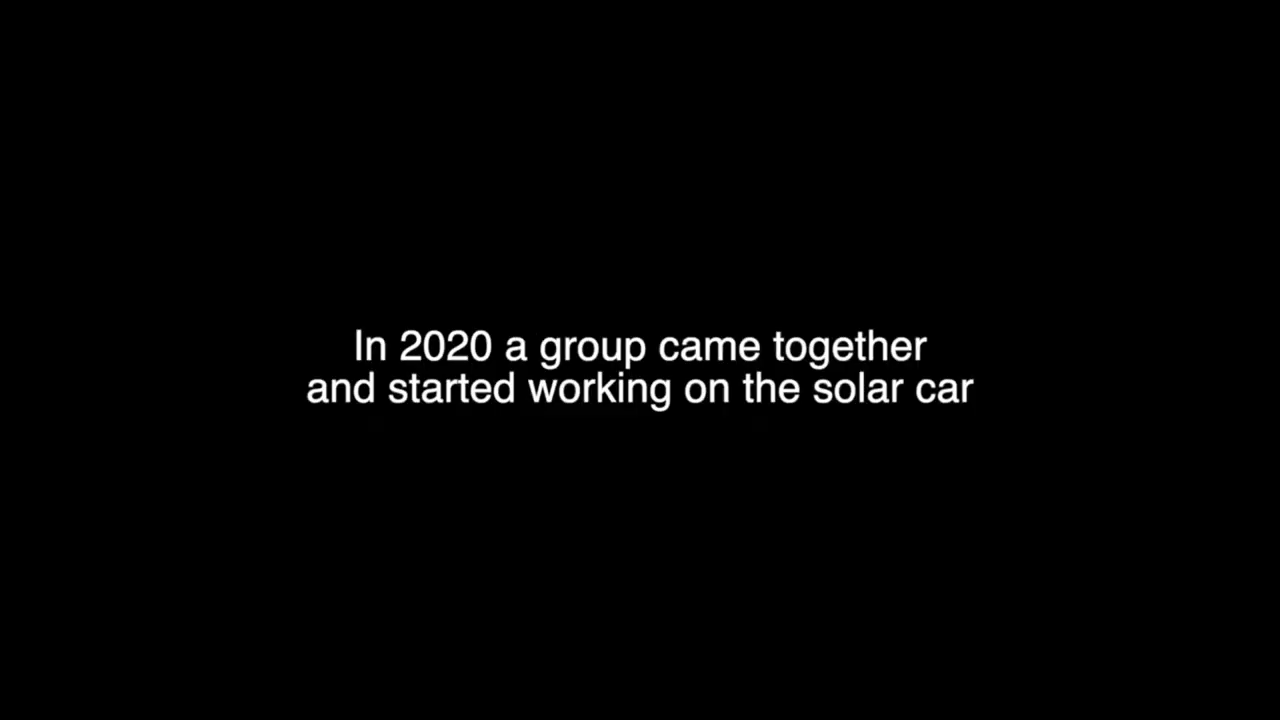 In 2020 a group came together
and started working on the solar car